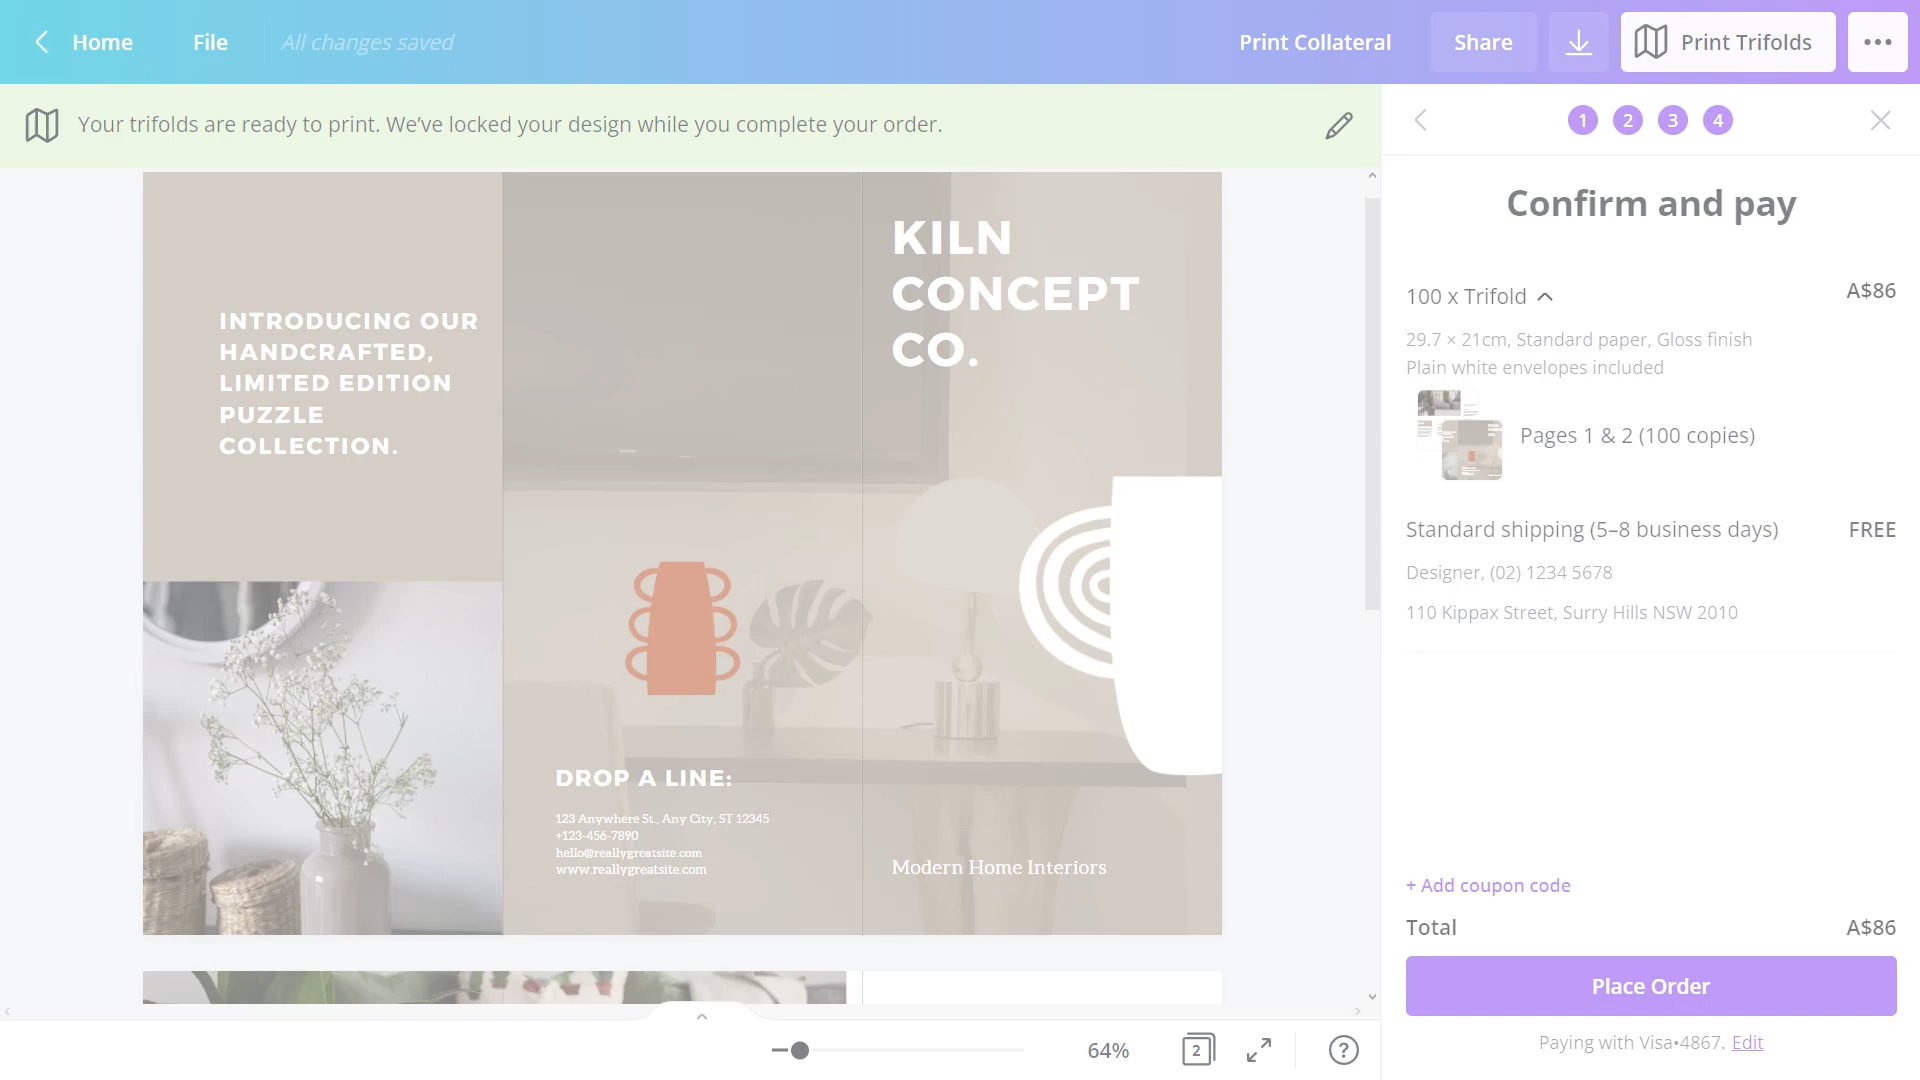 Home
File
All changes saved
Print Collateral
Share
Print Trifolds
Your trifolds are ready to print. We’ve locked your design while you complete your order.
INTRODUCING OUR
HANDCRAFTED,
LIMITED EDITION
PUZZLE
COLLECTION.
DROP A LINE:
123 Anywhere St., Any City, ST 12345
+123-456-7890
hello@reallygreatsite.com
www.reallygreatsite.com
KILN
CONCEPT
CO.
Modern Home Interiors
64%
2
?
1 2 3 4
Confirm and pay
100 x Trifold A$86
29.7 × 21cm, Standard paper, Gloss finish
Plain white envelopes included
Pages 1 & 2 (100 copies)
Standard shipping (5–8 business days) FREE
Designer, (02) 1234 5678
110 Kippax Street, Surry Hills NSW 2010
+ Add coupon code
Total A$86
Place Order
Paying with Visa•4867. Edit